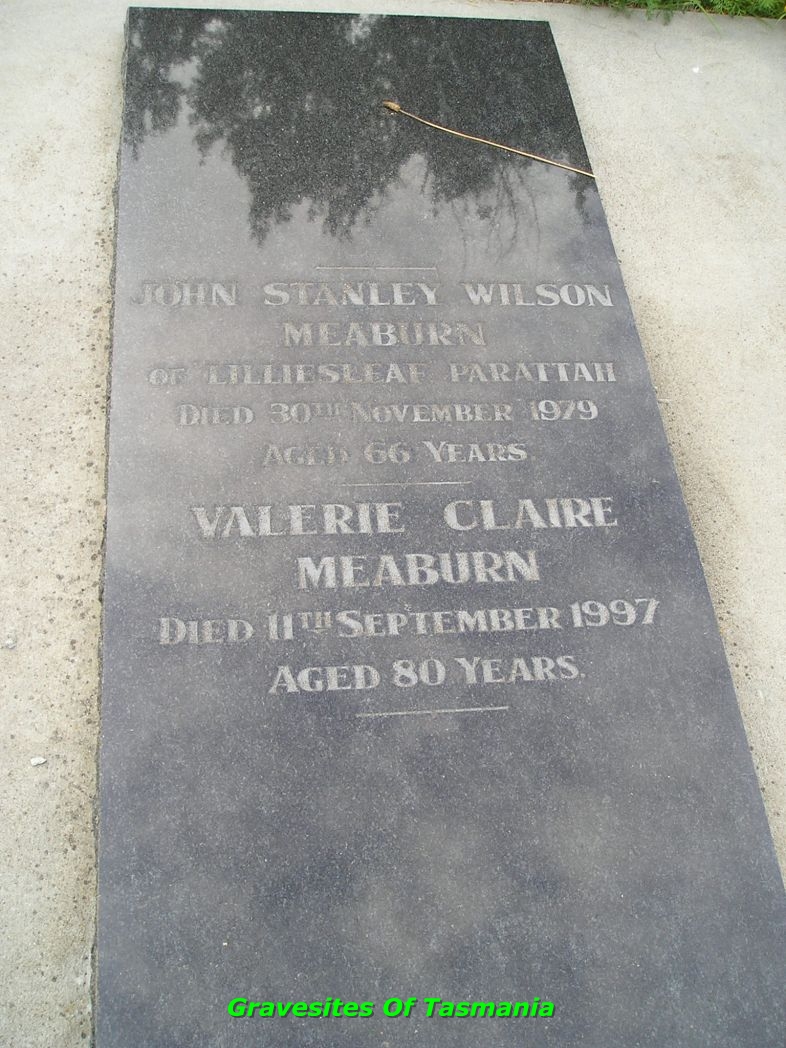 JOHN STANLEY WILSON
MEABURN
OF "LILLIESLEAF" PARATTAH
DIED 30TH NOVEMBER 1979
AGED 66 YEARS.
VALERIE CLAIRE
MEABURN
DIED 11TH SEPTEMBER 1997
AGED 80 YEARS.
Gravesites Of Tasmania